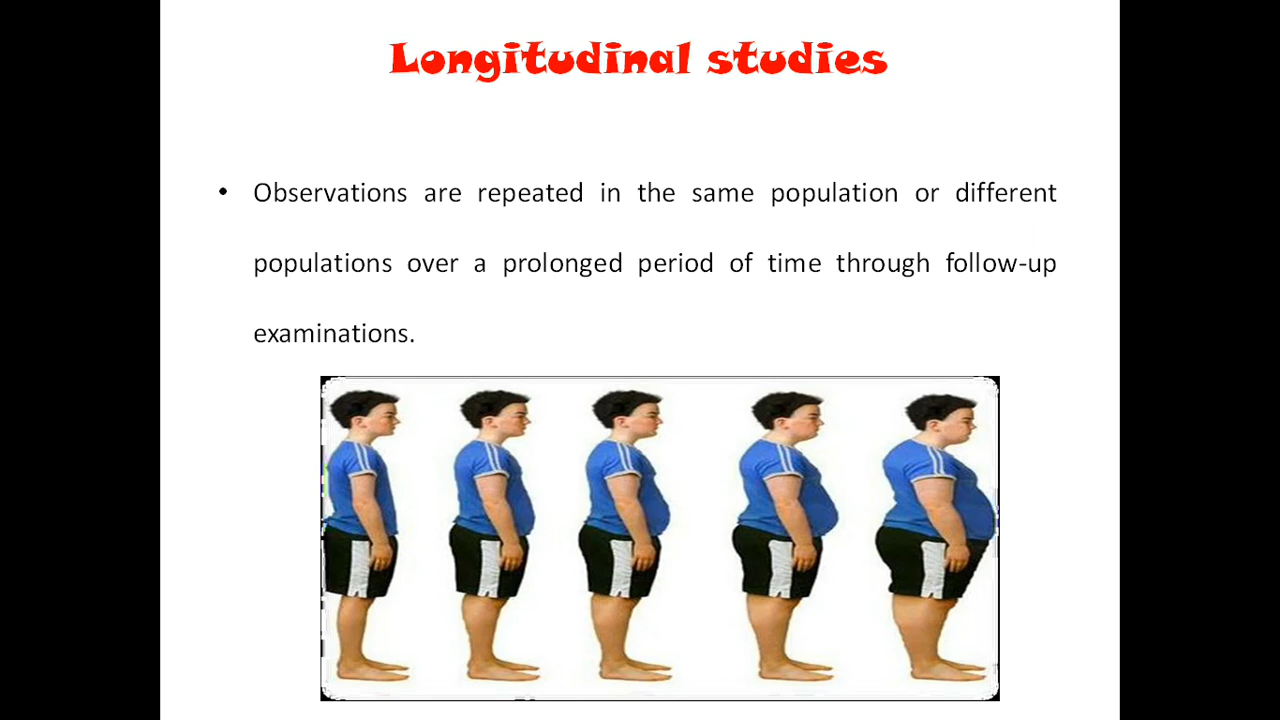 Longitudinal studies
• Observations are repeated in the same population or different
populations over a prolonged period of time through follow-up
examinations.